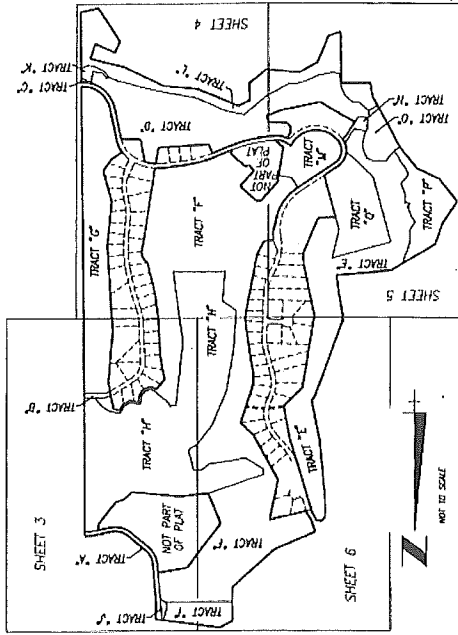 SHEET 4
TRACT "K"
TRACT "C"
TRACT "L"
TRACT "D"
TRACT "N"
TRACT "O"
NOT
PART OF
PLAT
TRACT
"M"
TRACT "G"
TRACT "F"
TRACT "Q"
TRACT "P"
TRACT "E"
SHEET 5
TRACT "H"
TRACT "B"
TRACT "H"
TRACT "E"
SHEET 3
NOT PART
OF PLAT
TRACT "A"
TRACT
TRACT "J"
TRACT
SHEET 6
N
NOT TO SCALE